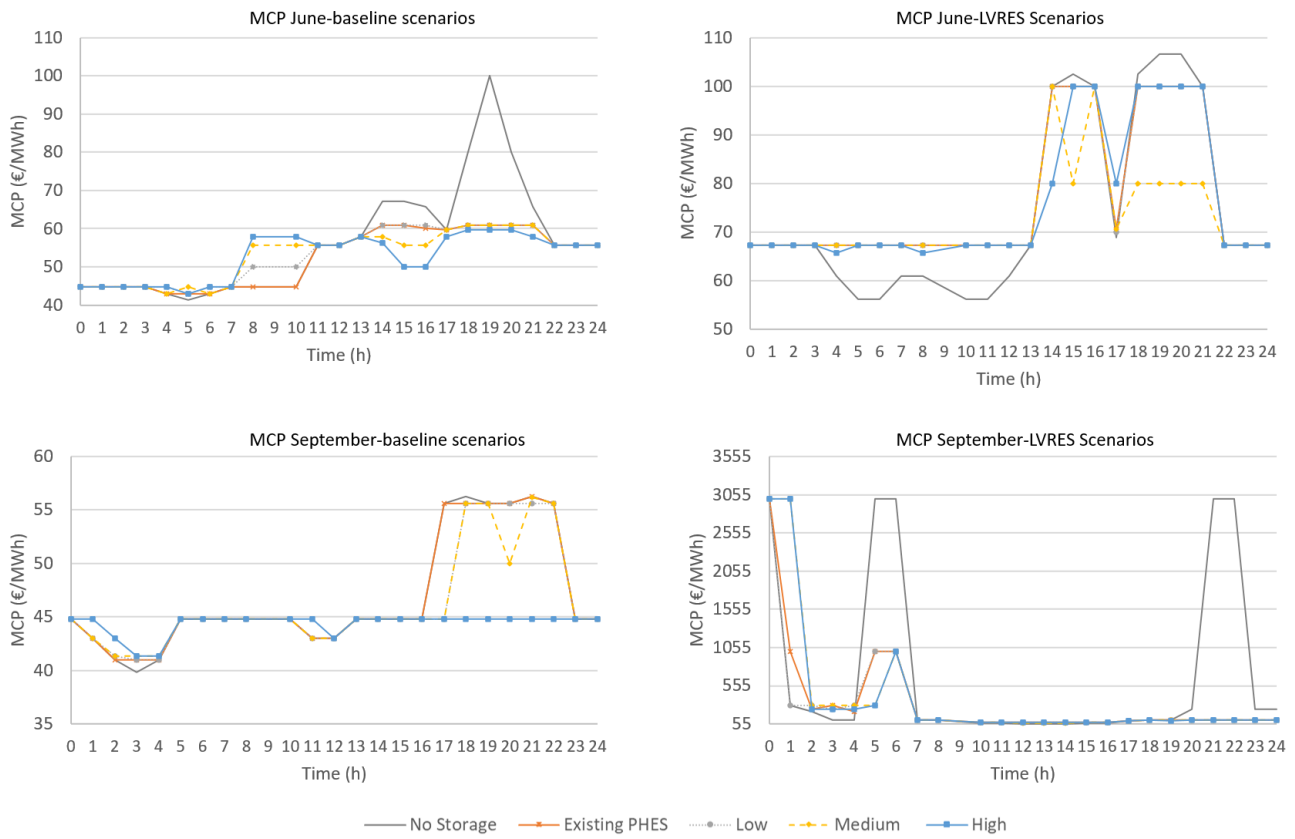 MCP June-baseline scenarios
MCP (€/MWh)
110
100
90
80
70
60
50
40
0 1 2 3 4 5 6 7 8 9 10 11 12 13 14 15 16 17 18 19 20 21 22 23 24
Time (h)
MCP June-LVRES Scenarios
MCP (€/MWh)
110
100
90
80
70
60
50
0 1 2 3 4 5 6 7 8 9 10 11 12 13 14 15 16 17 18 19 20 21 22 23 24
Time (h)
MCP September-baseline scenarios
MCP (€/MWh)
60
55
50
45
40
35
0 1 2 3 4 5 6 7 8 9 10 11 12 13 14 15 16 17 18 19 20 21 22 23 24
Time (h)
MCP September-LVRES Scenarios
MCP (€/MWh)
3555
3055
2555
2055
1555
1055
555
55
0 1 2 3 4 5 6 7 8 9 10 11 12 13 14 15 16 17 18 19 20 21 22 23 24
Time (h)
No Storage Existing PHES Low Medium High